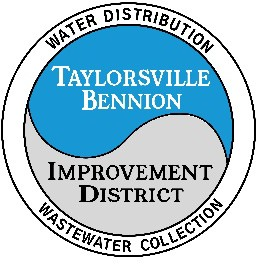 WATER DISTRIBUTION
TAYLORSVILLE
BENNION
IMPROVEMENT
DISTRICT
WASTEWATER COLLECTION